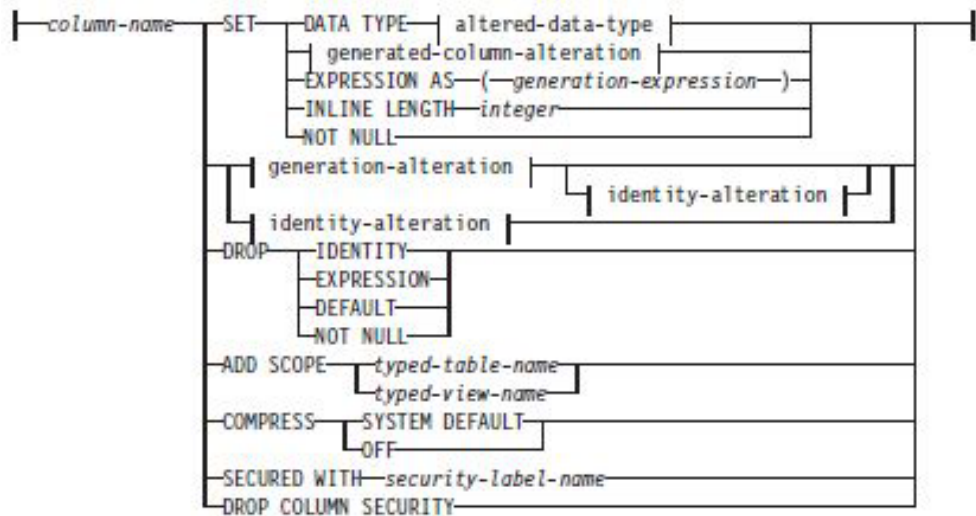 column-name SET DATA TYPE altered-data-type
generated-column-alteration
EXPRESSION AS ( generation-expression )
INLINE LENGTH integer
NOT NULL
generation-alteration
identity-alteration
identity-alteration
DROP IDENTITY
EXPRESSION
DEFAULT
NOT NULL
ADD SCOPE typed-table-name
typed-view-name
COMPRESS SYSTEM DEFAULT
OFF
SECURED WITH security-label-name
DROP COLUMN SECURITY